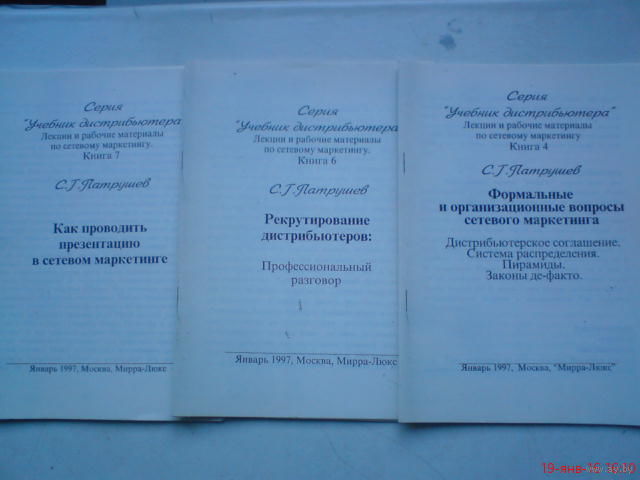 Серия
"Учебник дистрибьютера
Лекции и рабочие материалы
по сетевому маркетингу.
Книга 7
С.Г.Патрушев
Как проводить
презентацию
в сетевом маркетинге
Январь 1997, Москва, Мирра-Люкс
Серия
"Учебник дистрибьютера
Лекции и рабочие материалы
по сетевому маркетингу.
Книга 6
С.Г.Патрушев
Рекрутирование
дистрибьютеров:
Профессиональный
разговор
Январь 1997, Москва, Мирра-Люкс
Серия
"Учебник дистрибьютера"
Лекции и рабочие материалы
по сетевому маркетингу
Книга 4
С.Г.Патрушев
Формальные
и организационные вопросы
сетевого маркетинга
Дистрибьютерское соглашение.
Система распределения.
Пирамиды.
Законы де-факто.
Январь 1997, Москва, "Мирра-Люкс"
19-янв-10